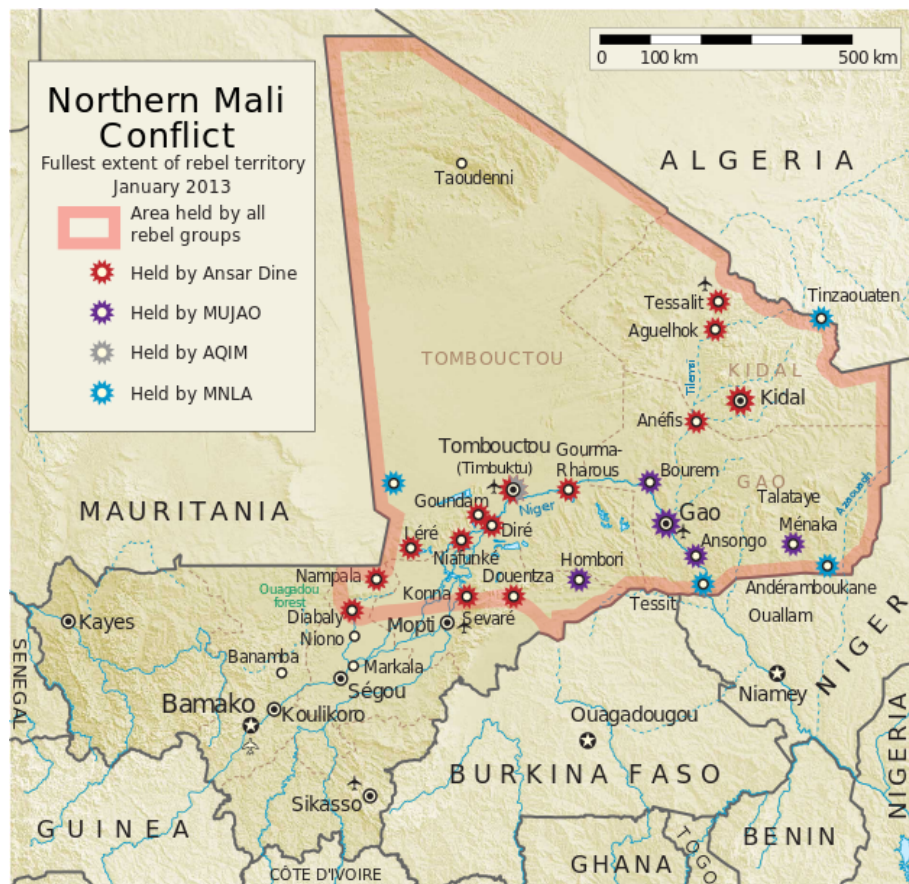 Northern Mali
Conflict
Fullest extent of rebel territory
January 2013
Area held by all
rebel groups
Held by Ansar Dine
Held by MUJAO
Held by AQIM
Held by MNLA
0 100 km 500 km
ALGERIA
Taoudenni
Tessalit
Tinzaouaten
Aguelhok
TOMBOUCTOU
KIDAL
Tilemsi
Kidal
Anéfis
Tombouctou
(Timbuktu)
Gourma-
Rharous
Bourem
GAO
Talataye
Azaouagh
MAURITANIA
Goundam
Niger
Gao
Ménaka
Léré
Diré
Niafunké
Ansongo
Hombori
Nampala
Douentza
Ouagadou
forest
Konna
Andéramboukane
Diabaly
Sevaré
Tessit
Ouallam
Kayes
Mopti
Niono
SENEGAL
Banamba
Markala
NIGER
Ségou
Niamey
Bamako
Koulikoro
Ouagadougou
NIGERIA
Sikasso
BURKINA FASO
GUINEA
BENIN
TOGO
GHANA
CÔTE D'IVOIRE